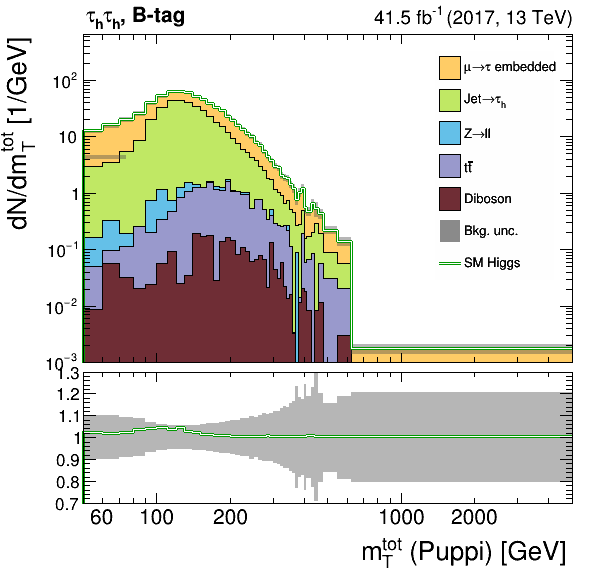 τhτh, B-tag
41.5 fb⁻¹ (2017, 13 TeV)
dN/dmTtot [1/GeV]
10²
10
1
10⁻¹
10⁻²
10⁻³
μ→τ embedded
Jet→τh
Z→ll
tt̄
Diboson
Bkg. unc.
SM Higgs
1.3
1.2
1.1
1
0.9
0.8
0.7
60 100 200 1000 2000
mTtot (Puppi) [GeV]